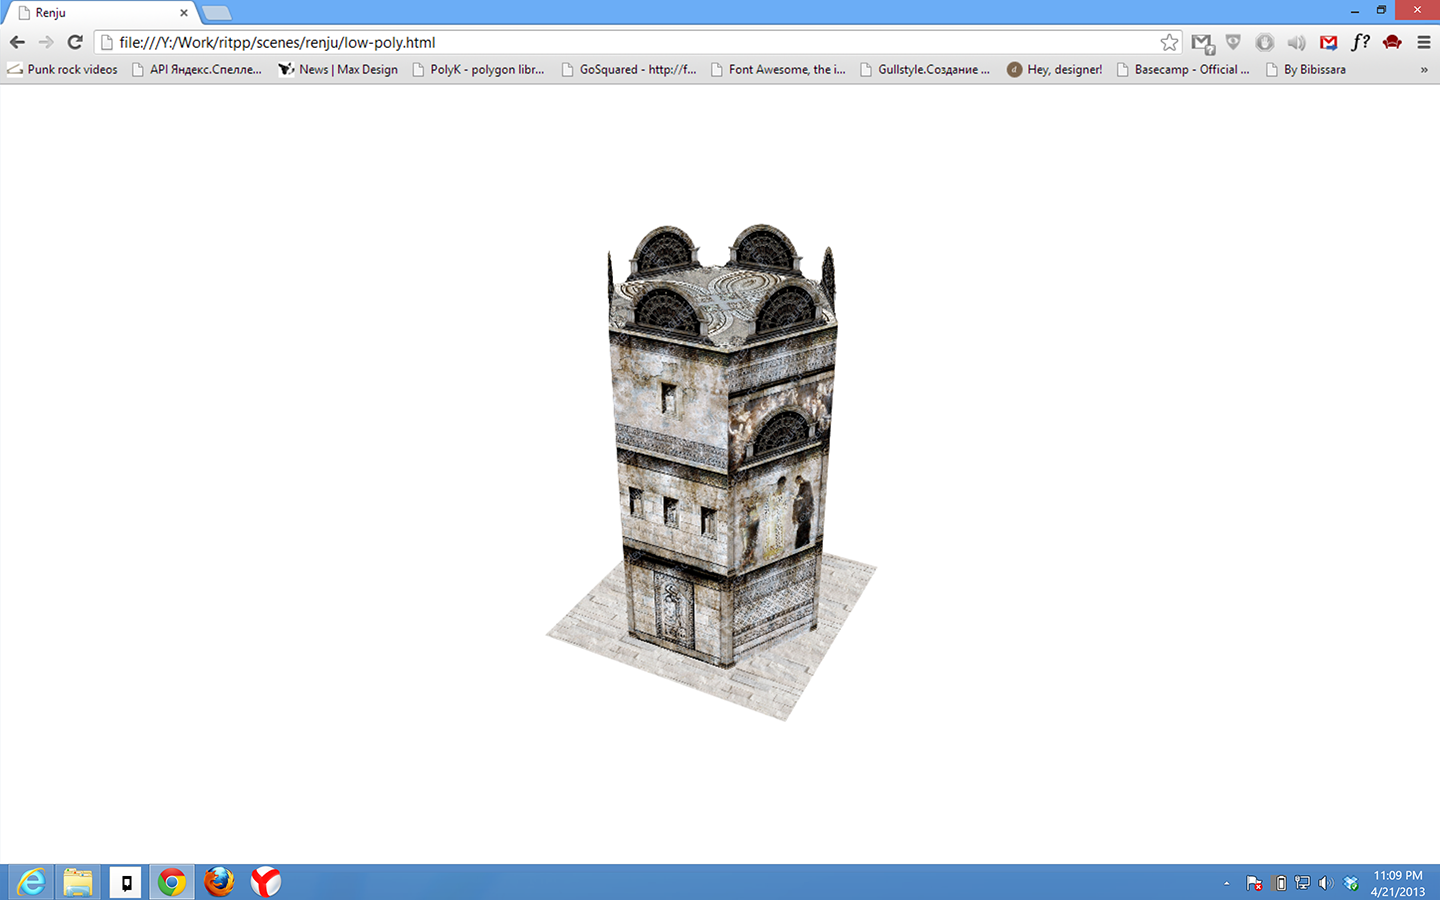 Renju
file:///Y:/Work/ritpp/scenes/renju/low-poly.html
f?
Punk rock videos
API Яндекс.Спелле...
News | Max Design
PolyK - polygon libr...
GoSquared - http://f...
Font Awesome, the i...
Gullstyle.Создание ...
Hey, designer!
Basecamp - Official ...
By Bibissara
»
11:09 PM
4/21/2013